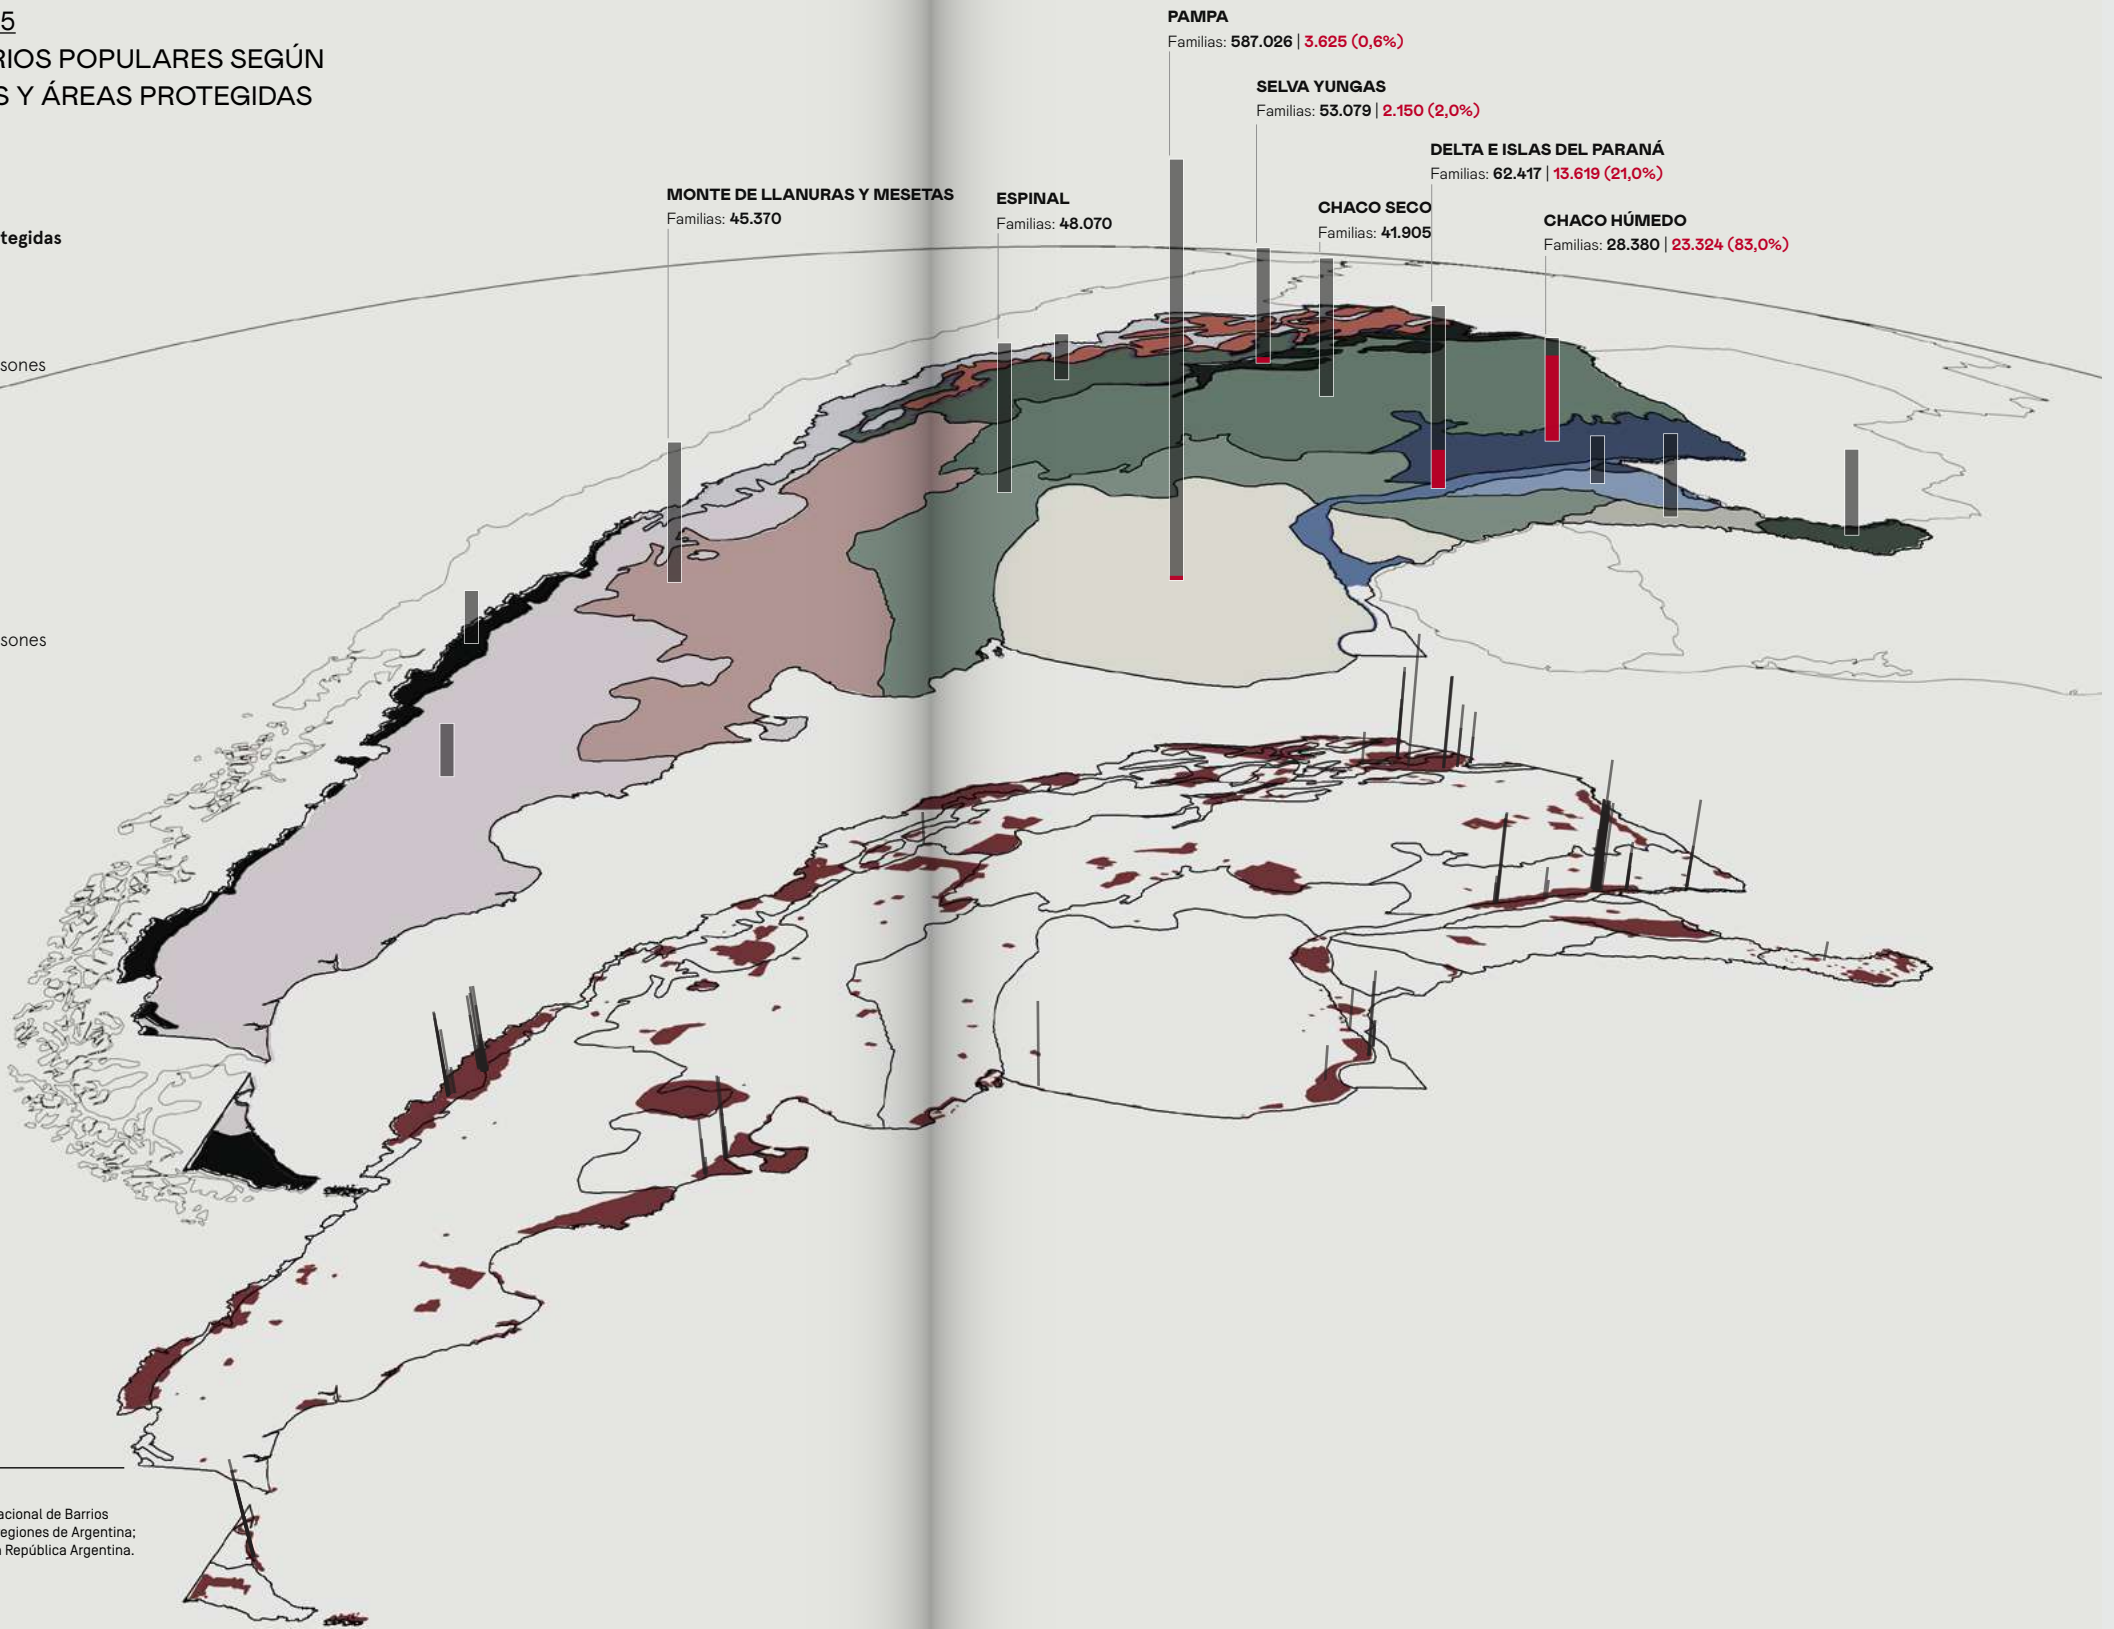 5
RIOS POPULARES SEGÚN
S Y ÁREAS PROTEGIDAS
tegidas
sones
sones
PAMPA
Familias: 587.026 | 3.625 (0,6%)
SELVA YUNGAS
Familias: 53.079 | 2.150 (2,0%)
DELTA E ISLAS DEL PARANÁ
Familias: 62.417 | 13.619 (21,0%)
MONTE DE LLANURAS Y MESETAS
Familias: 45.370
ESPINAL
Familias: 48.070
CHACO SECO
Familias: 41.905
CHACO HÚMEDO
Familias: 28.380 | 23.324 (83,0%)
acional de Barrios
egiones de Argentina;
a República Argentina.